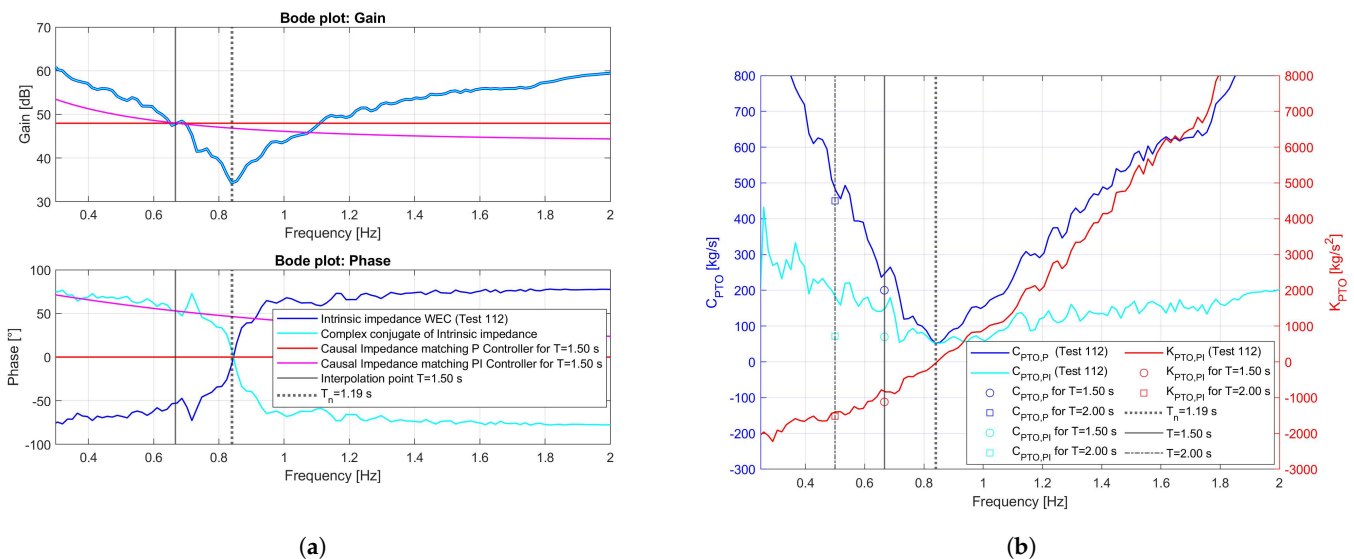 Bode plot: Gain
70
60
50
40
30
Gain [dB]
0.4 0.6 0.8 1 1.2 1.4 1.6 1.8 2
Frequency [Hz]
Bode plot: Phase
100
50
0
-50
-100
Phase [°]
Intrinsic impedance WEC (Test 112)
Complex conjugate of Intrinsic impedance
Causal Impedance matching P Controller for T=1.50 s
Causal Impedance matching PI Controller for T=1.50 s
Interpolation point T=1.50 s
T_n=1.19 s
0.4 0.6 0.8 1 1.2 1.4 1.6 1.8 2
Frequency [Hz]
(a)
800
700
600
500
400
300
200
100
0
-100
-200
-300
C_PTO [kg/s]
8000
7000
6000
5000
4000
3000
2000
1000
0
-1000
-2000
-3000
K_PTO [kg/s²]
C_PTO,P (Test 112)
C_PTO,PI (Test 112)
C_PTO,P for T=1.50 s
C_PTO,P for T=2.00 s
C_PTO,PI for T=1.50 s
C_PTO,PI for T=2.00 s
K_PTO,PI (Test 112)
K_PTO,PI for T=1.50 s
K_PTO,PI for T=2.00 s
T_n=1.19 s
T=1.50 s
T=2.00 s
0.4 0.6 0.8 1 1.2 1.4 1.6 1.8 2
Frequency [Hz]
(b)